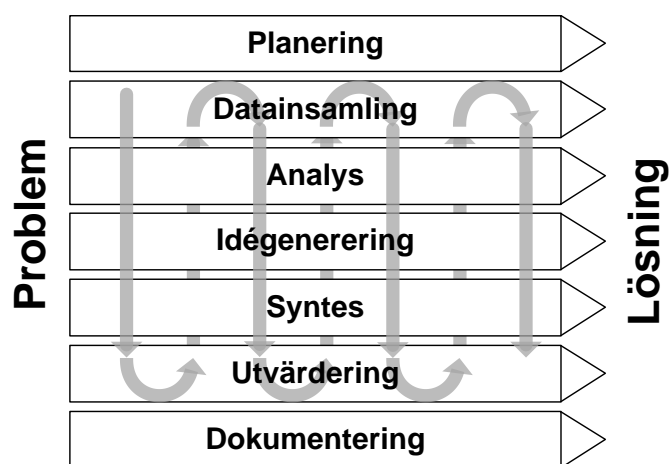 Problem
Planering
Datainsamling
Analys
Idégenerering
Syntes
Utvärdering
Dokumentering
Lösning